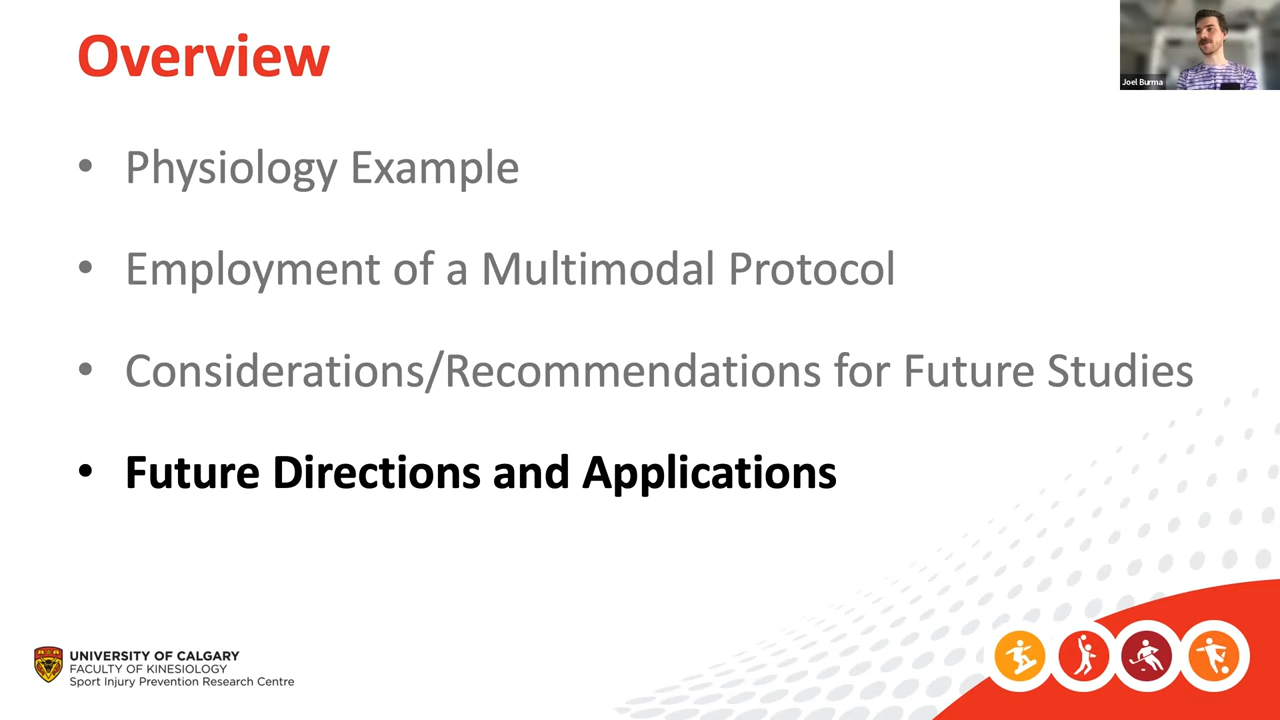 Overview
Joel Burma
• Physiology Example
• Employment of a Multimodal Protocol
• Considerations/Recommendations for Future Studies
• Future Directions and Applications
UNIVERSITY OF CALGARY
FACULTY OF KINESIOLOGY
Sport Injury Prevention Research Centre